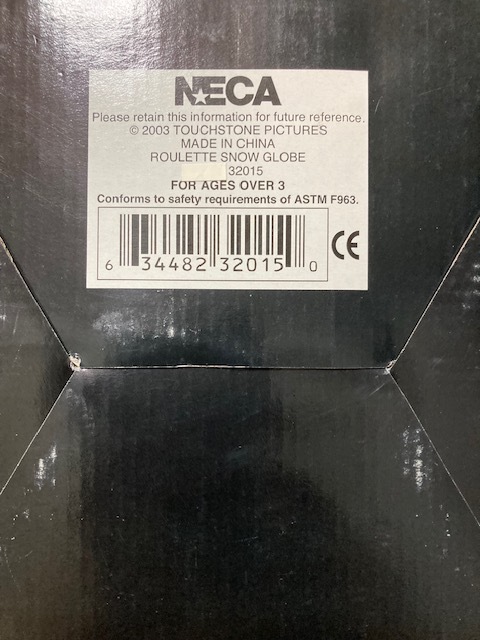 NECA
Please retain this information for future reference.
© 2003 TOUCHSTONE PICTURES
MADE IN CHINA
ROULETTE SNOW GLOBE
32015
FOR AGES OVER 3
Conforms to safety requirements of ASTM F963.
CE
6 34482 32015 0